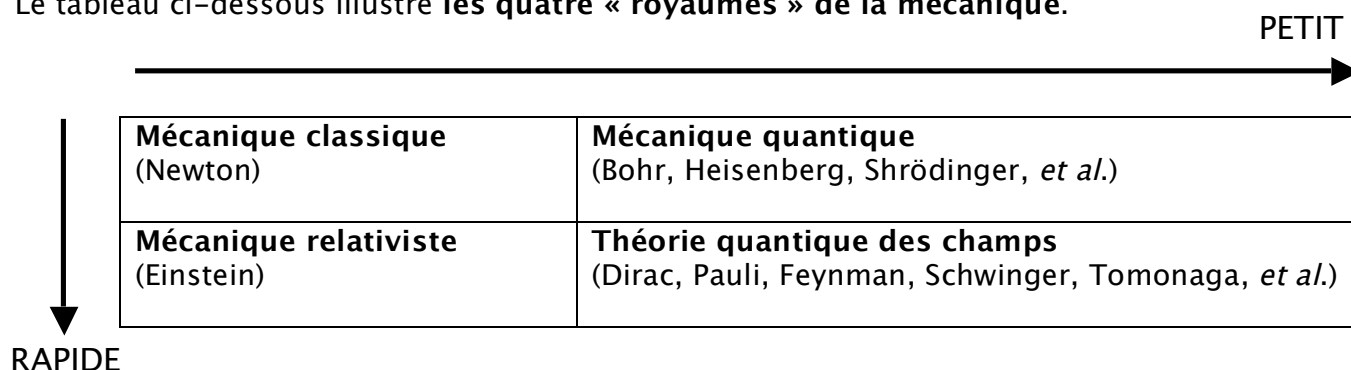 Le tableau ci-dessous illustre les quatre « royaumes » de la mécanique.
PETIT
Mécanique classique
(Newton)
Mécanique quantique
(Bohr, Heisenberg, Shrödinger, et al.)
Mécanique relativiste
(Einstein)
Théorie quantique des champs
(Dirac, Pauli, Feynman, Schwinger, Tomonaga, et al.)
RAPIDE